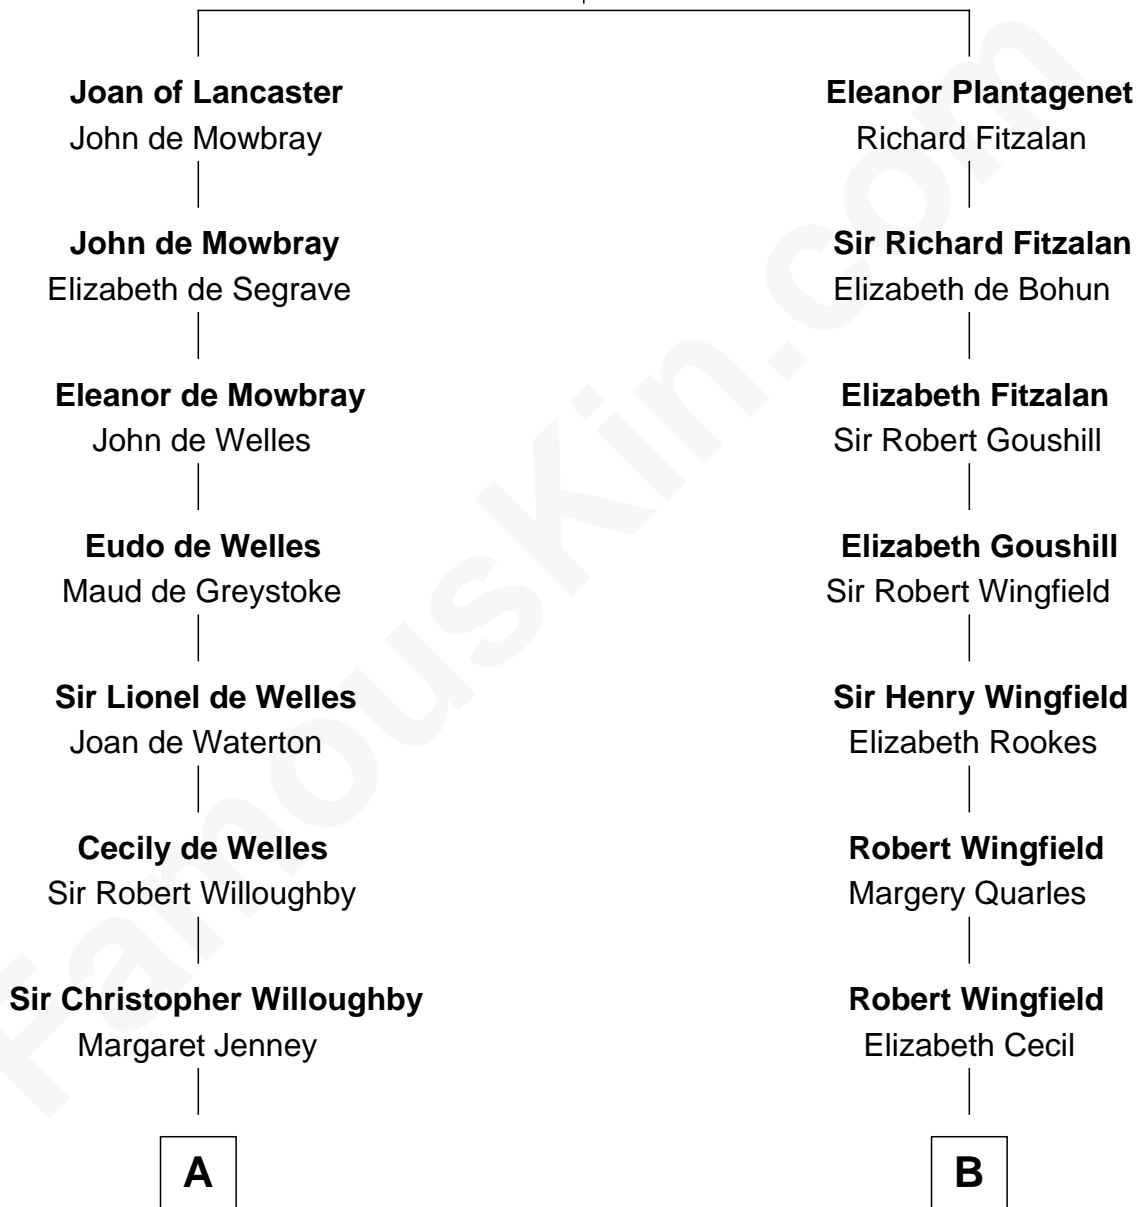 Joan of Lancaster
John de Mowbray
Eleanor Plantagenet
Richard Fitzalan
John de Mowbray
Elizabeth de Segrave
Sir Richard Fitzalan
Elizabeth de Bohun
Eleanor de Mowbray
John de Welles
Elizabeth Fitzalan
Sir Robert Goushill
Eudo de Welles
Maud de Greystoke
Elizabeth Goushill
Sir Robert Wingfield
Sir Lionel de Welles
Joan de Waterton
Sir Henry Wingfield
Elizabeth Rookes
Cecily de Welles
Sir Robert Willoughby
Robert Wingfield
Margery Quarles
Sir Christopher Willoughby
Margaret Jenney
Robert Wingfield
Elizabeth Cecil
A
B
FamousKin.com